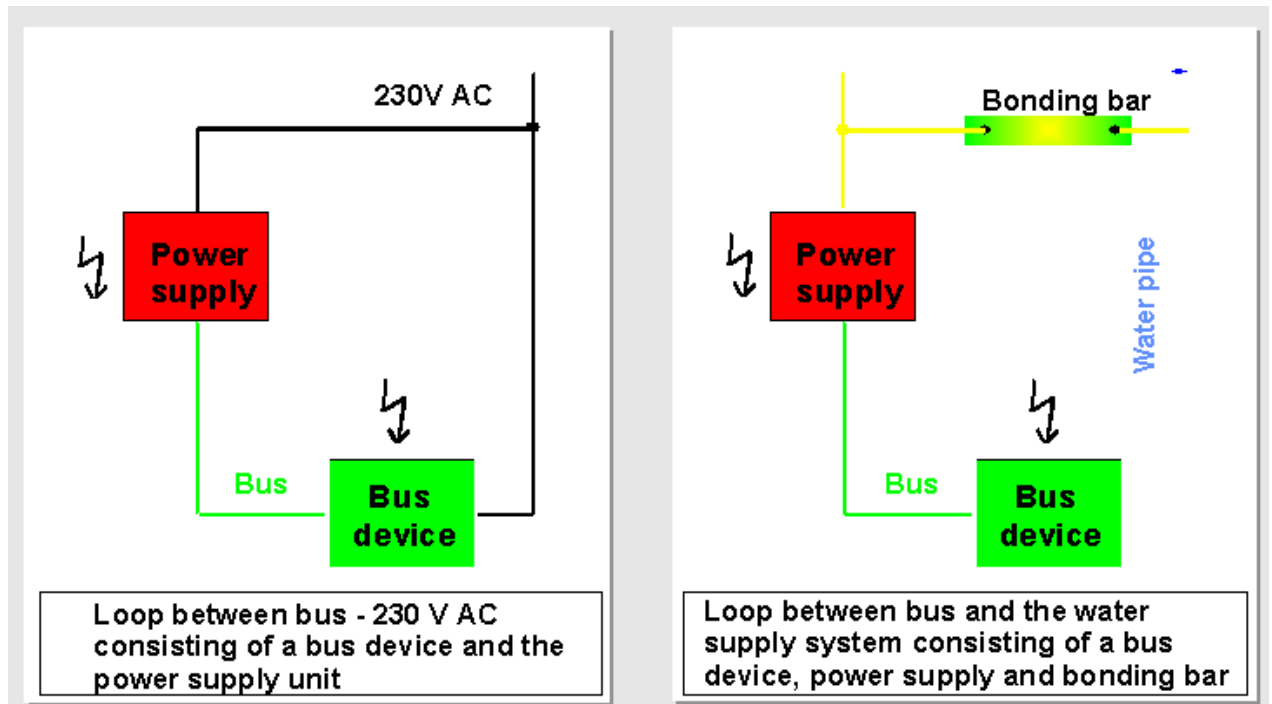 230V AC
Power
supply
Bus
Bus
device
Loop between bus - 230 V AC
consisting of a bus device and the
power supply unit
Bonding bar
Power
supply
Water pipe
Bus
Bus
device
Loop between bus and the water
supply system consisting of a bus
device, power supply and bonding bar